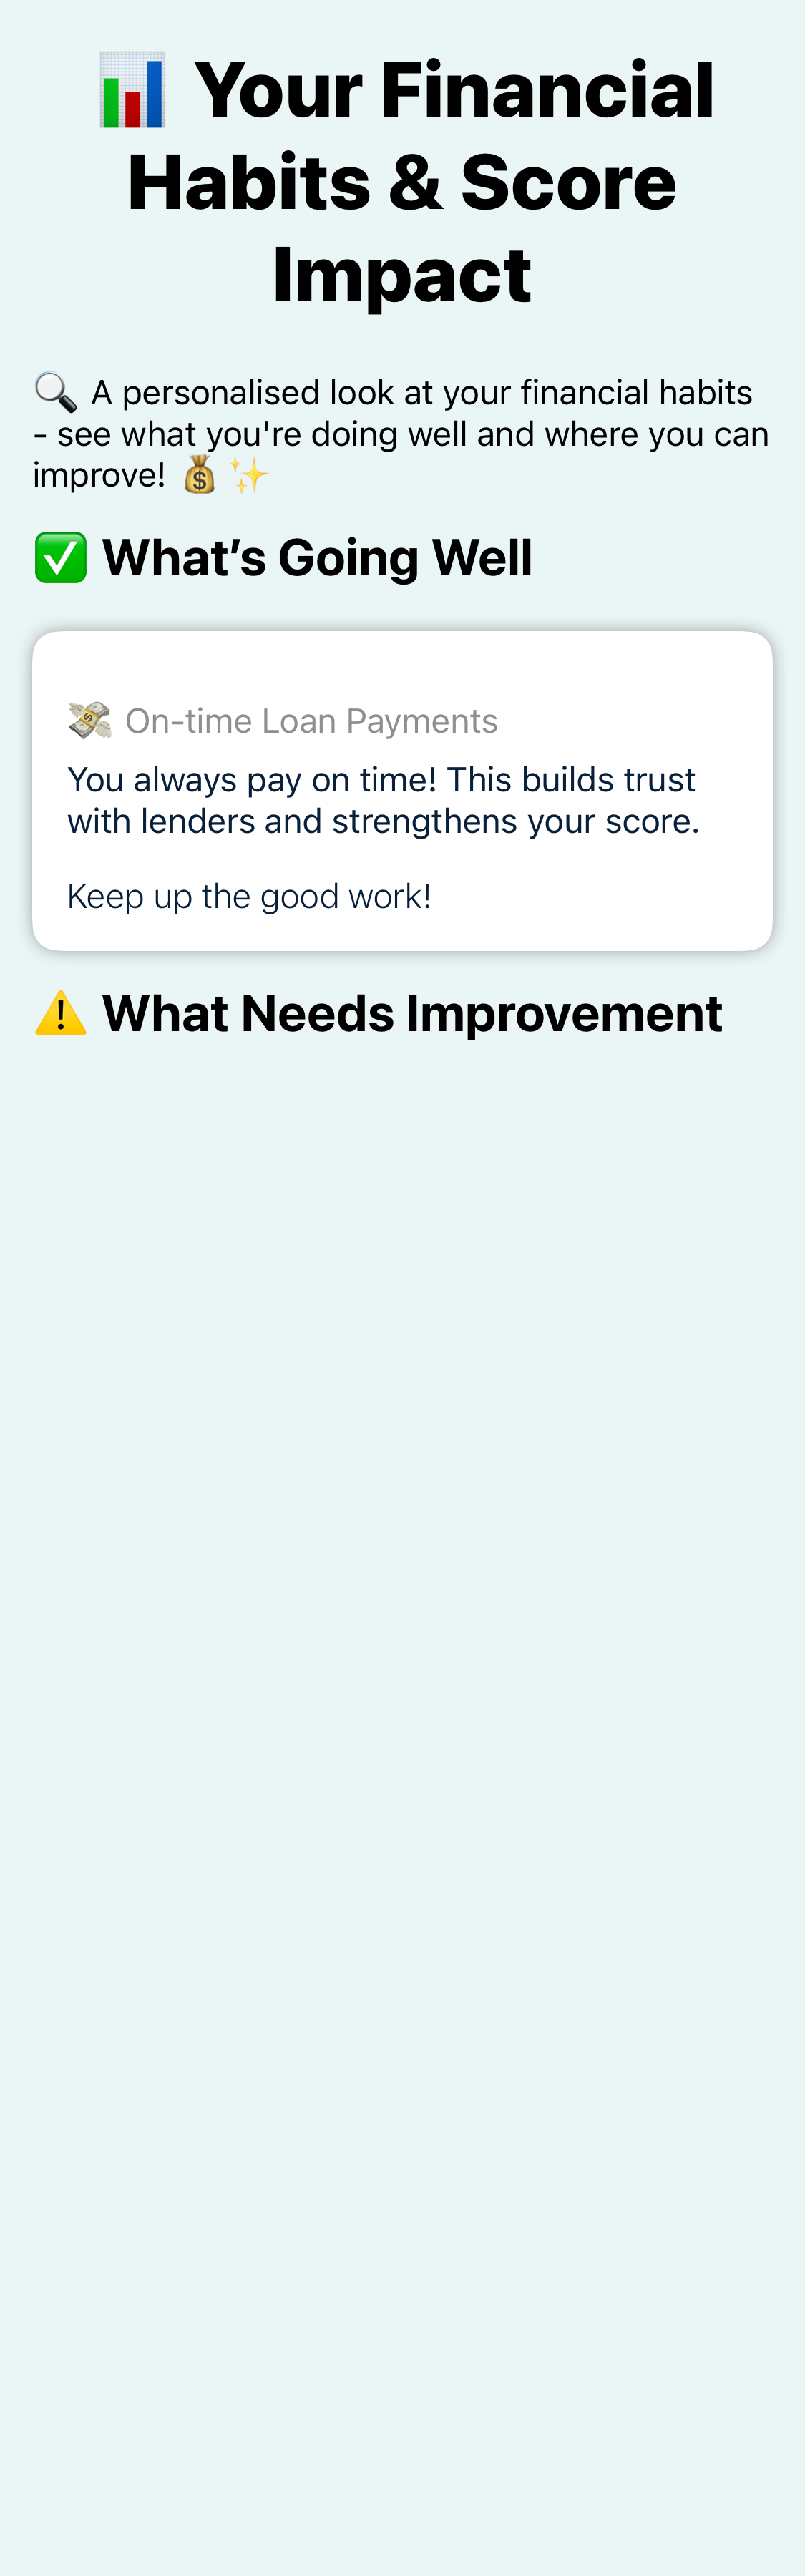 📊 Your Financial
Habits & Score
Impact
🔍 A personalised look at your financial habits
- see what you're doing well and where you can
improve! 💰 ✨
✅ What’s Going Well
💸 On-time Loan Payments
You always pay on time! This builds trust
with lenders and strengthens your score.
Keep up the good work!
⚠️ What Needs Improvement